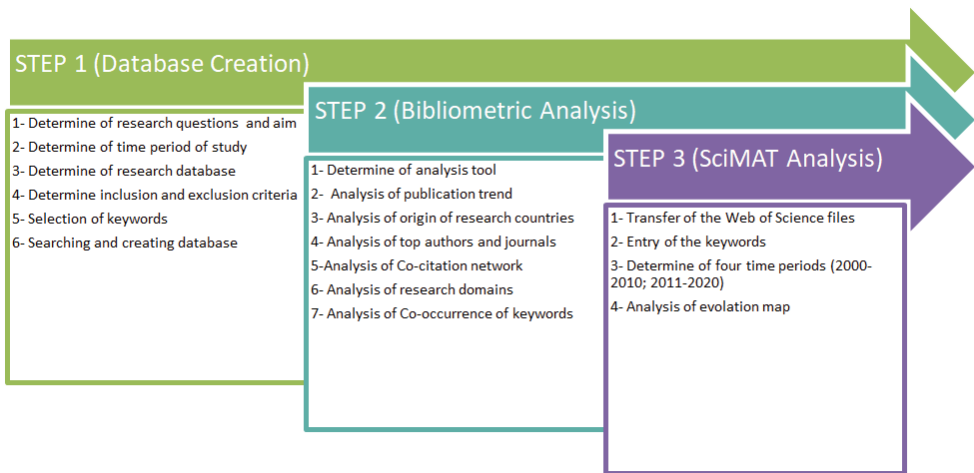 STEP 1 (Database Creation)
1- Determine of research questions and aim
2- Determine of time period of study
3- Determine of research database
4- Determine inclusion and exclusion criteria
5- Selection of keywords
6- Searching and creating database
STEP 2 (Bibliometric Analysis)
1- Determine of analysis tool
2- Analysis of publication trend
3- Analysis of origin of research countries
4- Analysis of top authors and journals
5-Analysis of Co-citation network
6- Analysis of research domains
7- Analysis of Co-occurrence of keywords
STEP 3 (SciMAT Analysis)
1- Transfer of the Web of Science files
2- Entry of the keywords
3- Determine of four time periods (2000-
2010; 2011-2020)
4- Analysis of evolation map